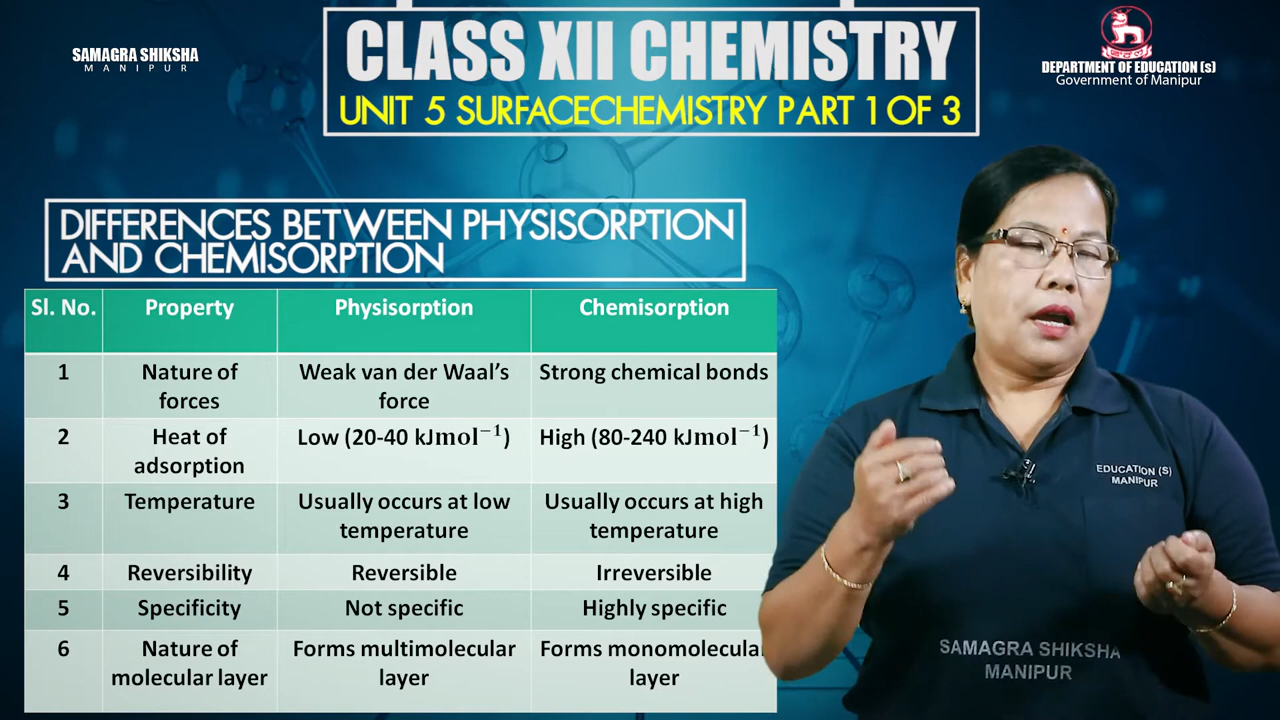 CLASS XII CHEMISTRY
UNIT 5 SURFACECHEMISTRY PART 1 OF 3
SAMAGRA SHIKSHA
MANIPUR
DEPARTMENT OF EDUCATION (s)
Government of Manipur
DIFFERENCES BETWEEN PHYSISORPTION
AND CHEMISORPTION
Sl. No. Property Physisorption Chemisorption
1 Nature of forces Weak van der Waal’s force Strong chemical bonds
2 Heat of adsorption Low (20-40 kJmol⁻¹) High (80-240 kJmol⁻¹)
3 Temperature Usually occurs at low temperature Usually occurs at high temperature
4 Reversibility Reversible Irreversible
5 Specificity Not specific Highly specific
6 Nature of molecular layer Forms multimolecular layer Forms monomolecular layer
EDUCATION (S)
MANIPUR
SAMAGRA SHIKSHA
MANIPUR